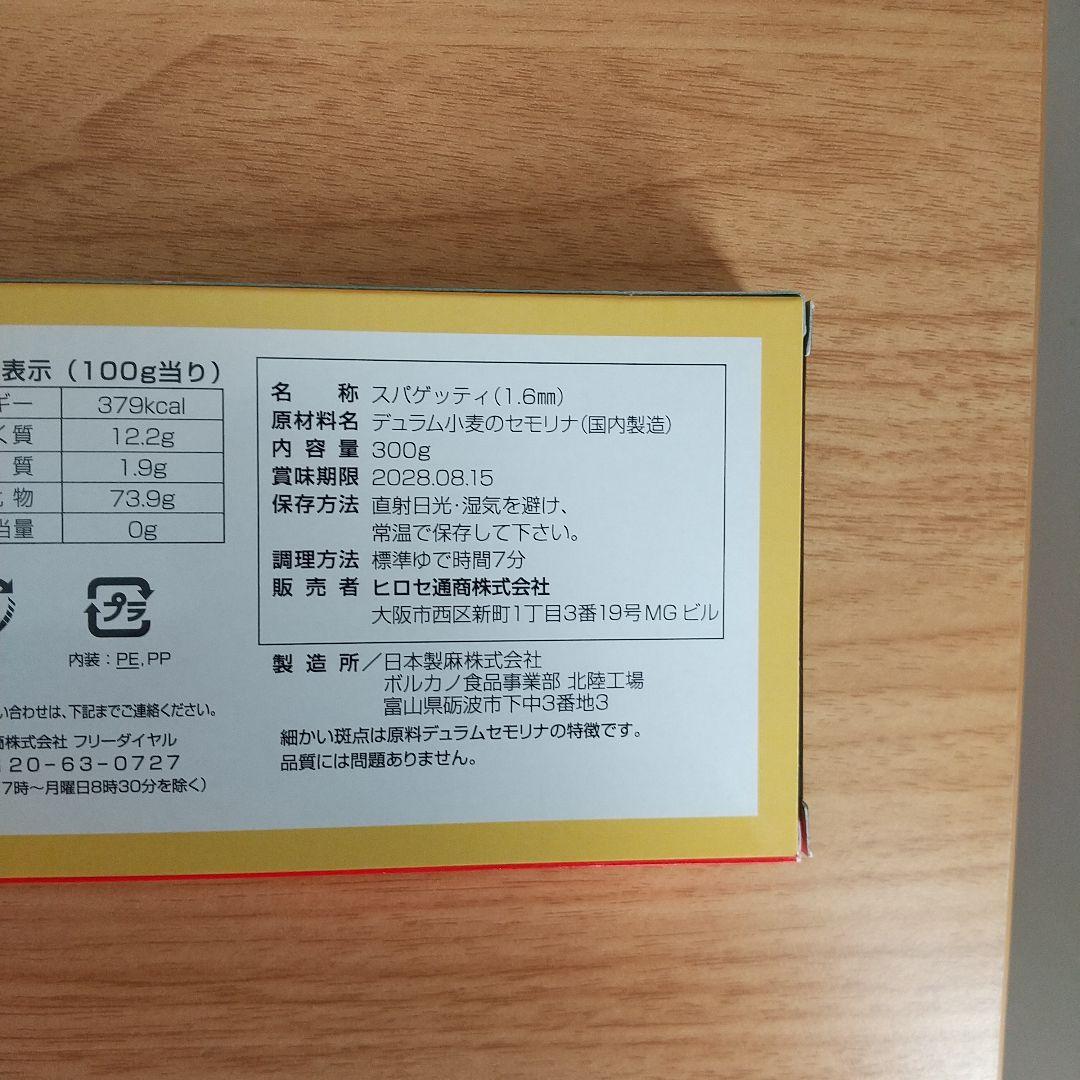 表示（100g当り）
ギー 379kcal
く質 12.2g
質 1.9g
化物 73.9g
当量 0g
プラ
内装：PE,PP
い合わせは、下記までご連絡ください。
商株式会社 フリーダイヤル
120-63-0727
7時〜月曜日8時30分を除く）
名称 スパゲッティ（1.6㎜）
原材料名 デュラム小麦のセモリナ（国内製造）
内容量 300g
賞味期限 2028.08.15
保存方法 直射日光・湿気を避け、
常温で保存して下さい。
調理方法 標準ゆで時間7分
販売者 ヒロセ通商株式会社
大阪市西区新町1丁目3番19号MGビル
製造所／日本製麻株式会社
ボルカノ食品事業部 北陸工場
富山県砺波市下中3番地3
細かい斑点は原料デュラムセモリナの特徴です。
品質には問題ありません。